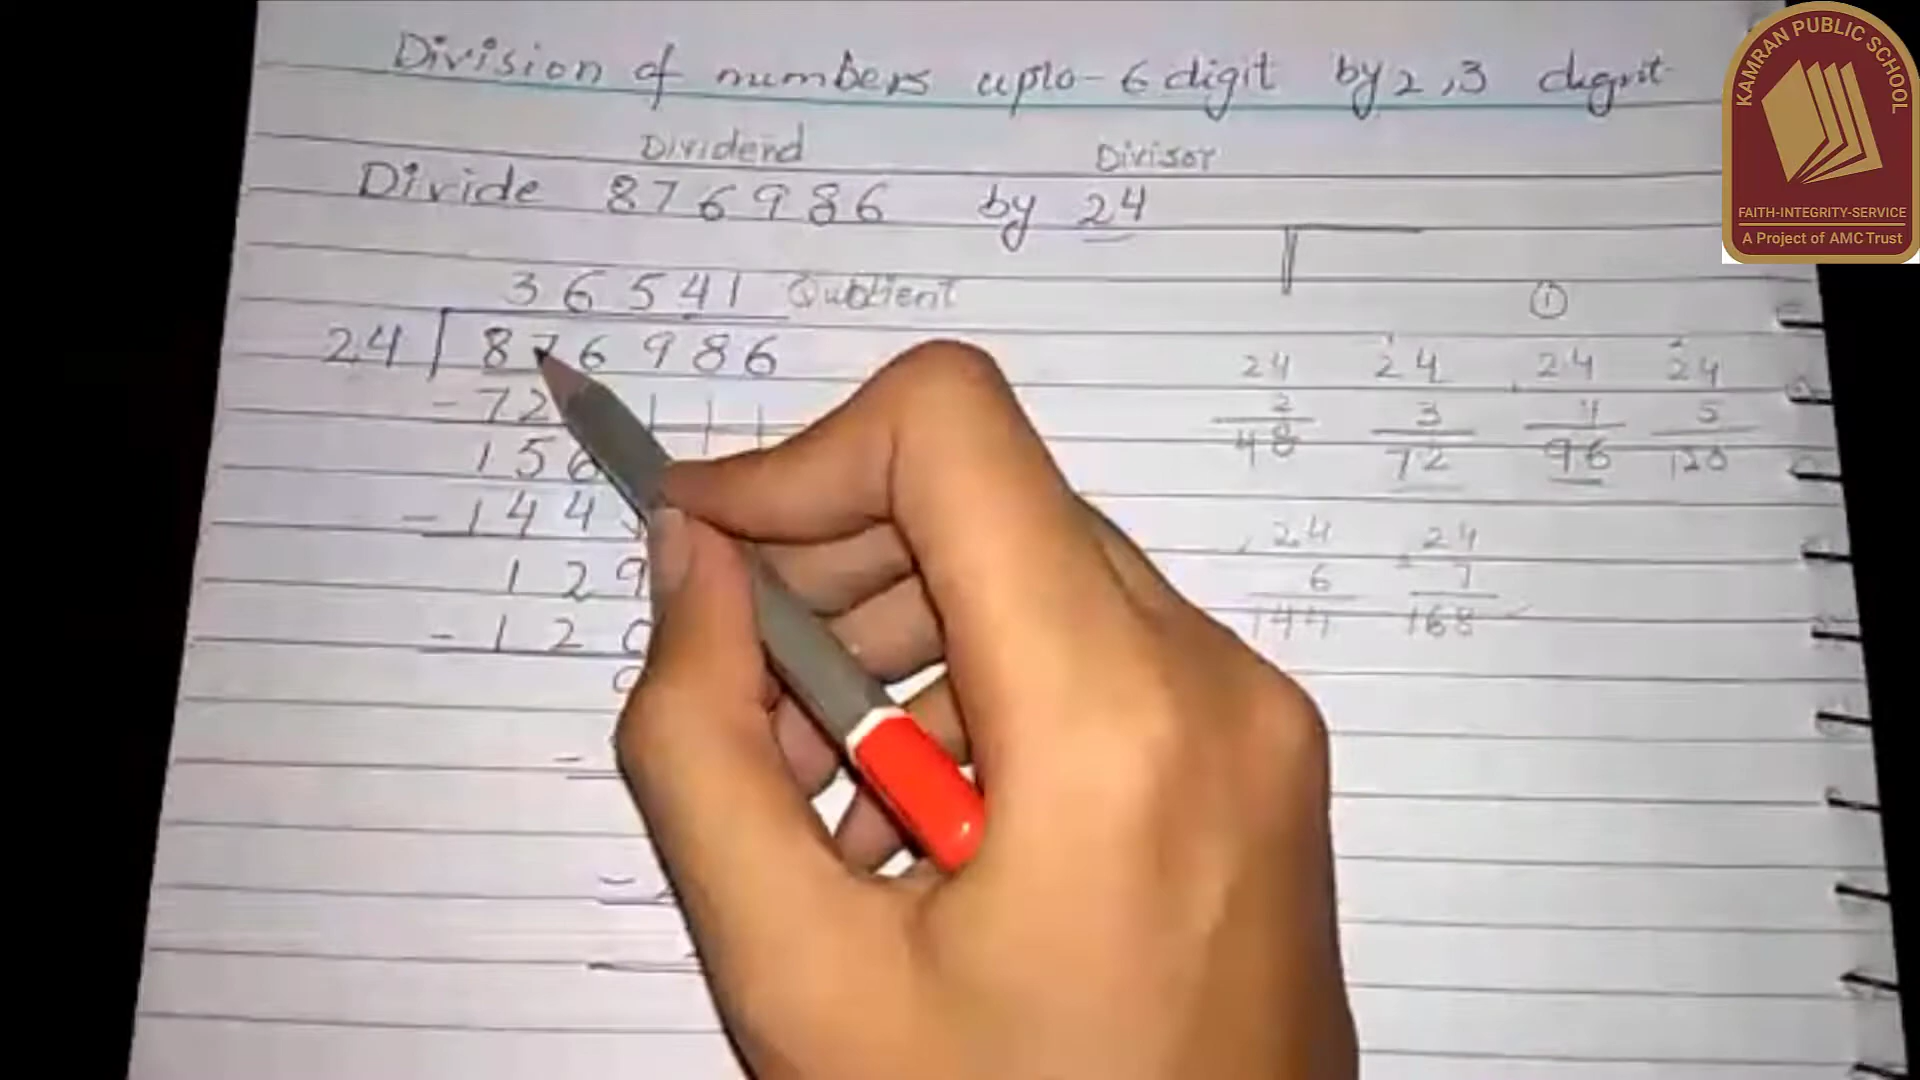 KAMRAN PUBLIC SCHOOL
FAITH-INTEGRITY-SERVICE
A Project of AMC Trust
Division of numbers upto - 6 digit by 2,3 digit
Dividend Divisor
Divide 876986 by 24
36541 Quotient
24 876986
- 72
156
- 144
129
- 120
1
24 24 24 24
2 3 4 5
48 72 96 120
24 24
6 7
144 168